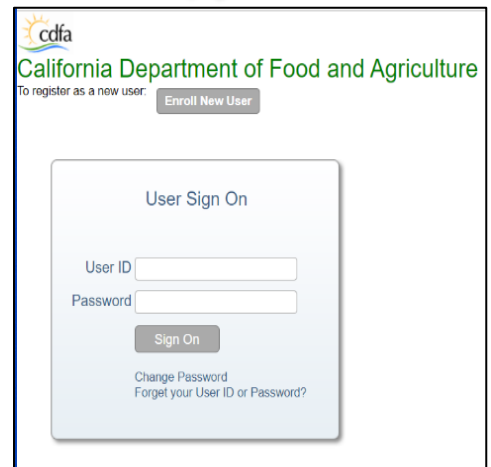 cdfa
California Department of Food and Agriculture
To register as a new user: Enroll New User
User Sign On
User ID
Password
Sign On
Change Password
Forget your User ID or Password?